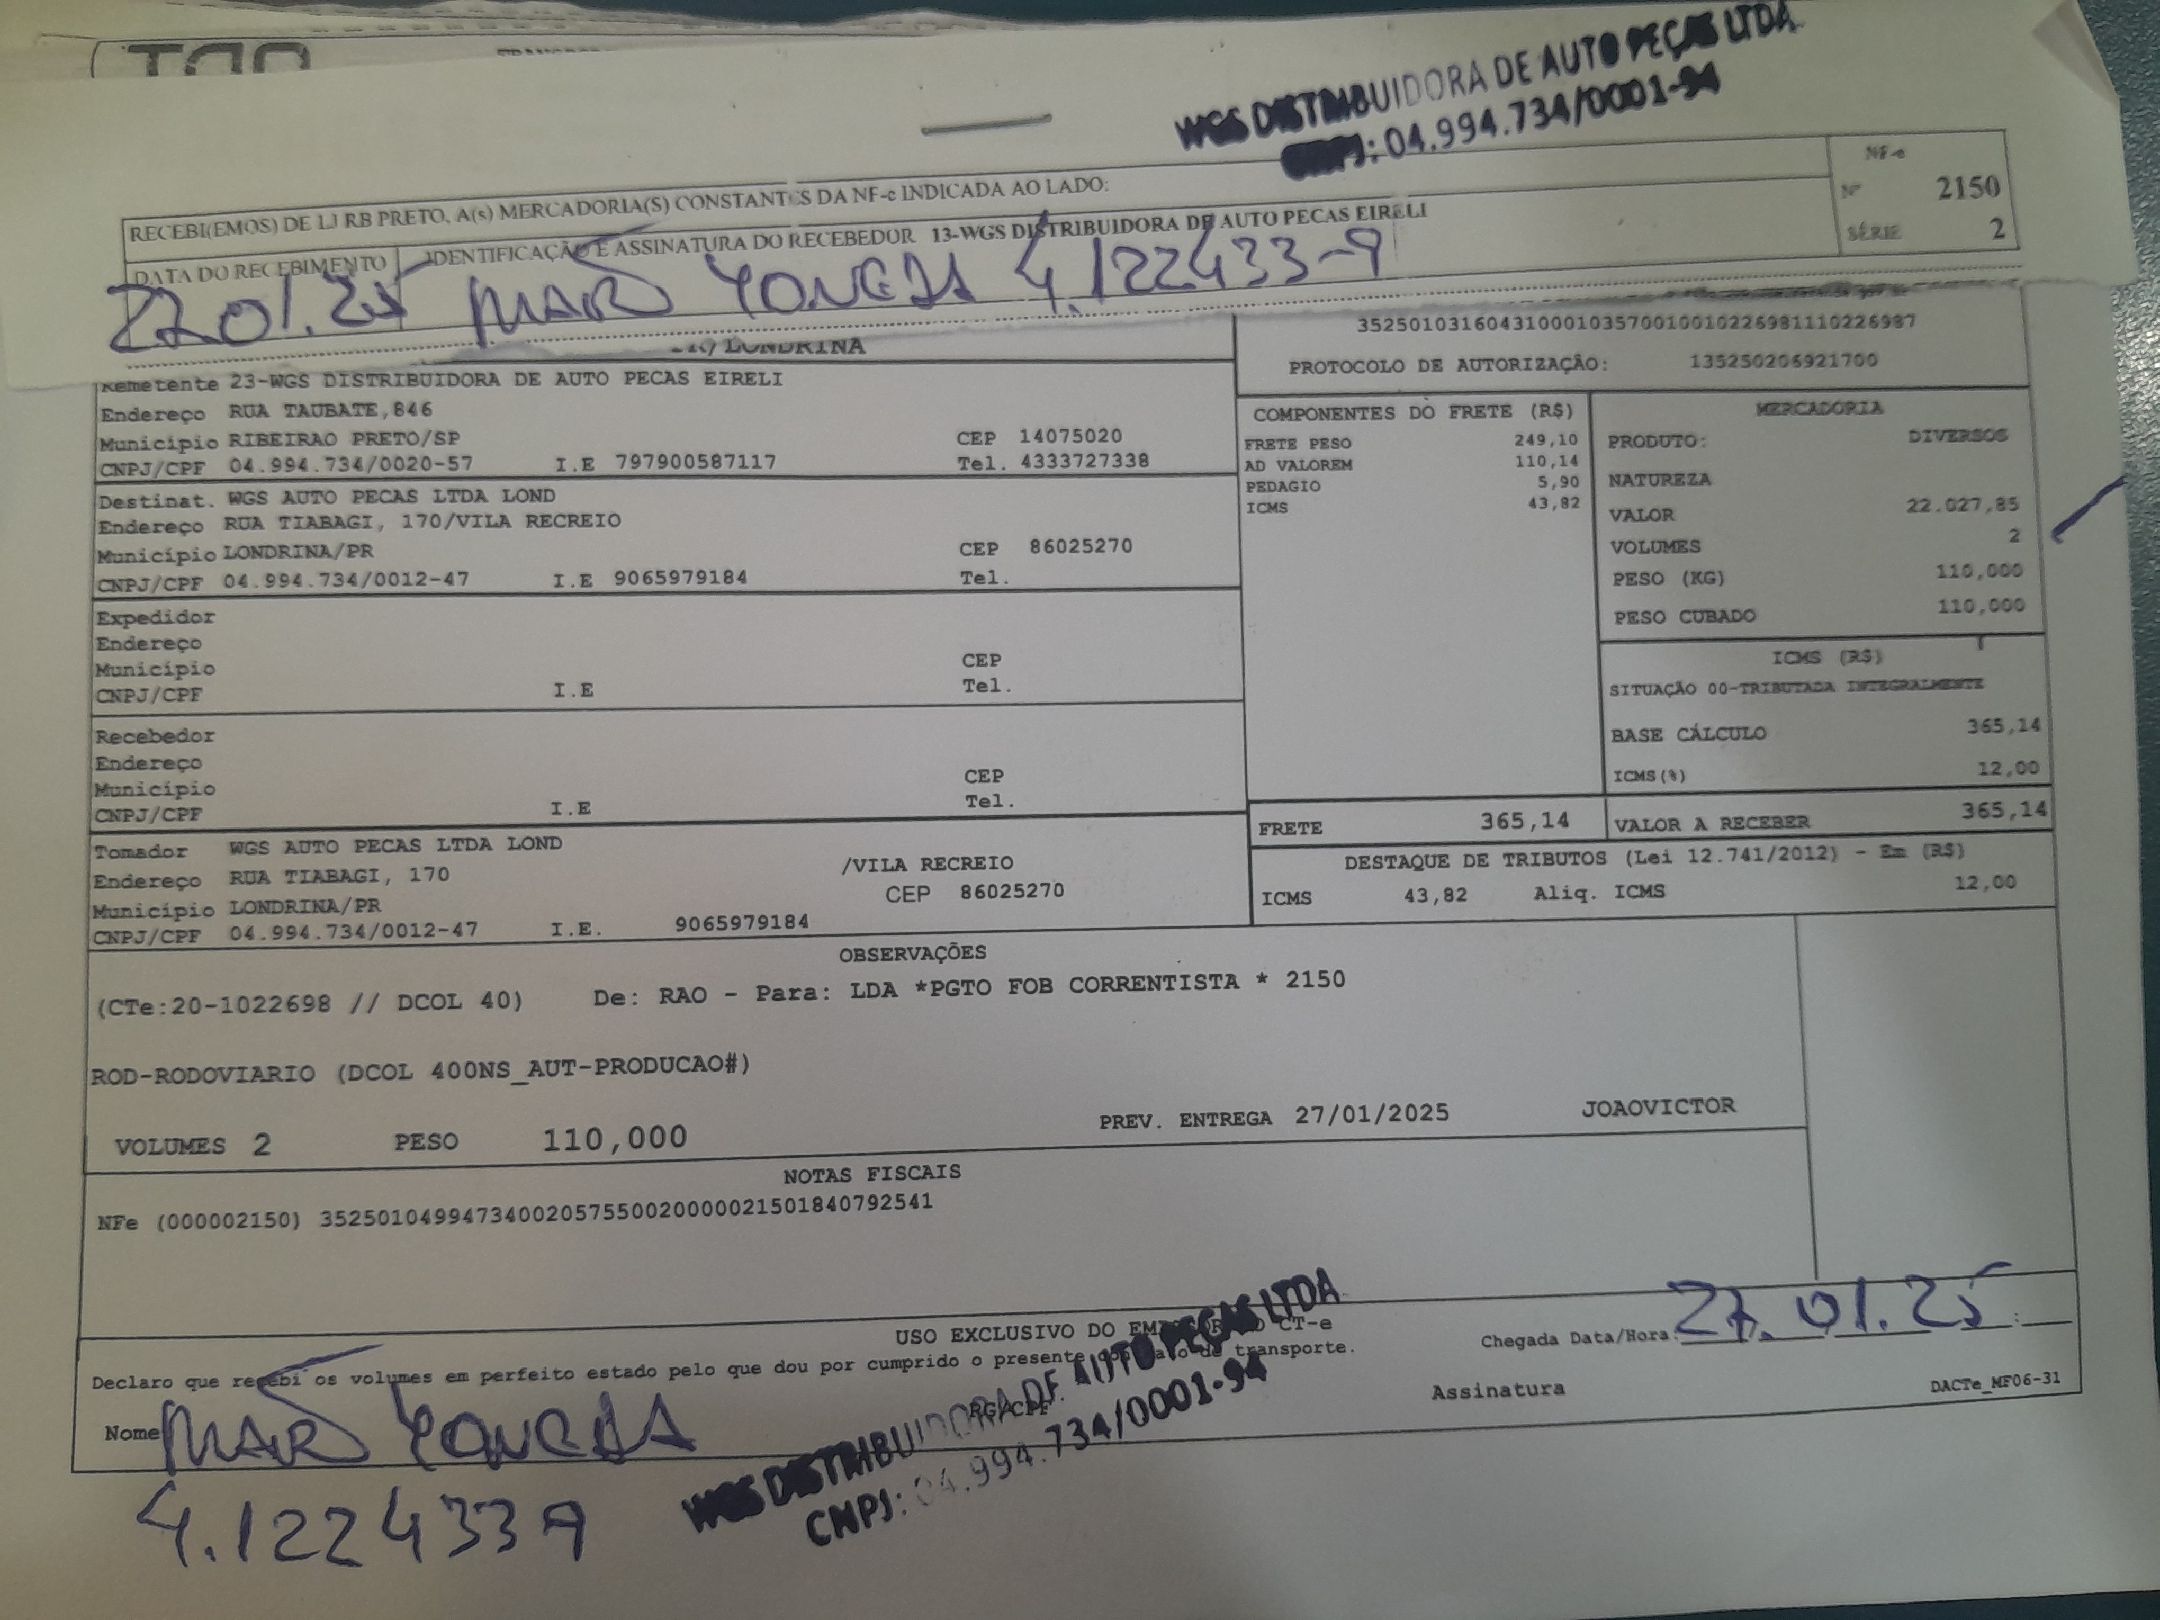 WGS DISTRIBUIDORA DE AUTO PEÇAS LTDA.
CNPJ: 04.994.734/0001-94
RECEBI(EMOS) DE LJ RB PRETO, A(s) MERCADORIA(S) CONSTANTES DA NF-e INDICADA AO LADO:
NF-e
Nº 2150
SÉRIE 2
DATA DO RECEBIMENTO
IDENTIFICAÇÃO E ASSINATURA DO RECEBEDOR 13-WGS DISTRIBUIDORA DE AUTO PECAS EIRELI
27.01.25 4.122433-9
LONDRINA
35250103160431000103570010010226981110226987
PROTOCOLO DE AUTORIZAÇÃO: 135250206921700
Remetente 23-WGS DISTRIBUIDORA DE AUTO PECAS EIRELI
Endereço RUA TAUBATE,846
Município RIBEIRAO PRETO/SP CEP 14075020
CNPJ/CPF 04.994.734/0020-57 I.E 797900587117 Tel. 4333727338
Destinat. WGS AUTO PECAS LTDA LOND
Endereço RUA TIABAGI, 170/VILA RECREIO
Município LONDRINA/PR CEP 86025270
CNPJ/CPF 04.994.734/0012-47 I.E 9065979184 Tel.
Expedidor
Endereço
Município CEP
CNPJ/CPF I.E Tel.
Recebedor
Endereço
Município CEP
CNPJ/CPF I.E Tel.
Tomador WGS AUTO PECAS LTDA LOND
Endereço RUA TIABAGI, 170 /VILA RECREIO
Município LONDRINA/PR CEP 86025270
CNPJ/CPF 04.994.734/0012-47 I.E. 9065979184
COMPONENTES DO FRETE (R$)
FRETE PESO 249,10
AD VALOREM 110,14
PEDAGIO 5,90
ICMS 43,82
MERCADORIA
PRODUTO: DIVERSOS
NATUREZA
VALOR 22.027,85
VOLUMES 2
PESO (KG) 110,000
PESO CUBADO 110,000
ICMS (R$)
SITUAÇÃO 00-TRIBUTADA INTEGRALMENTE
BASE CÁLCULO 365,14
ICMS(%) 12,00
FRETE 365,14
VALOR A RECEBER 365,14
DESTAQUE DE TRIBUTOS (Lei 12.741/2012) - Em (R$)
ICMS 43,82 Aliq. ICMS 12,00
OBSERVAÇÕES
(CTe:20-1022698 // DCOL 40) De: RAO - Para: LDA *PGTO FOB CORRENTISTA * 2150
ROD-RODOVIARIO (DCOL 400NS_AUT-PRODUCAO#)
VOLUMES 2 PESO 110,000 PREV. ENTREGA 27/01/2025 JOAOVICTOR
NOTAS FISCAIS
NFe (000002150) 35250104994734002057550020000021501840792541
USO EXCLUSIVO DO EMISSOR DO CT-e
Declaro que recebi os volumes em perfeito estado pelo que dou por cumprido o presente contrato de transporte.
Chegada Data/Hora: 27.01.25 :
Nome
RG/CPF
Assinatura
DACTe_MF06-31
4.1224339
WGS DISTRIBUIDORA DE AUTO PEÇAS LTDA.
CNPJ: 04.994.734/0001-94